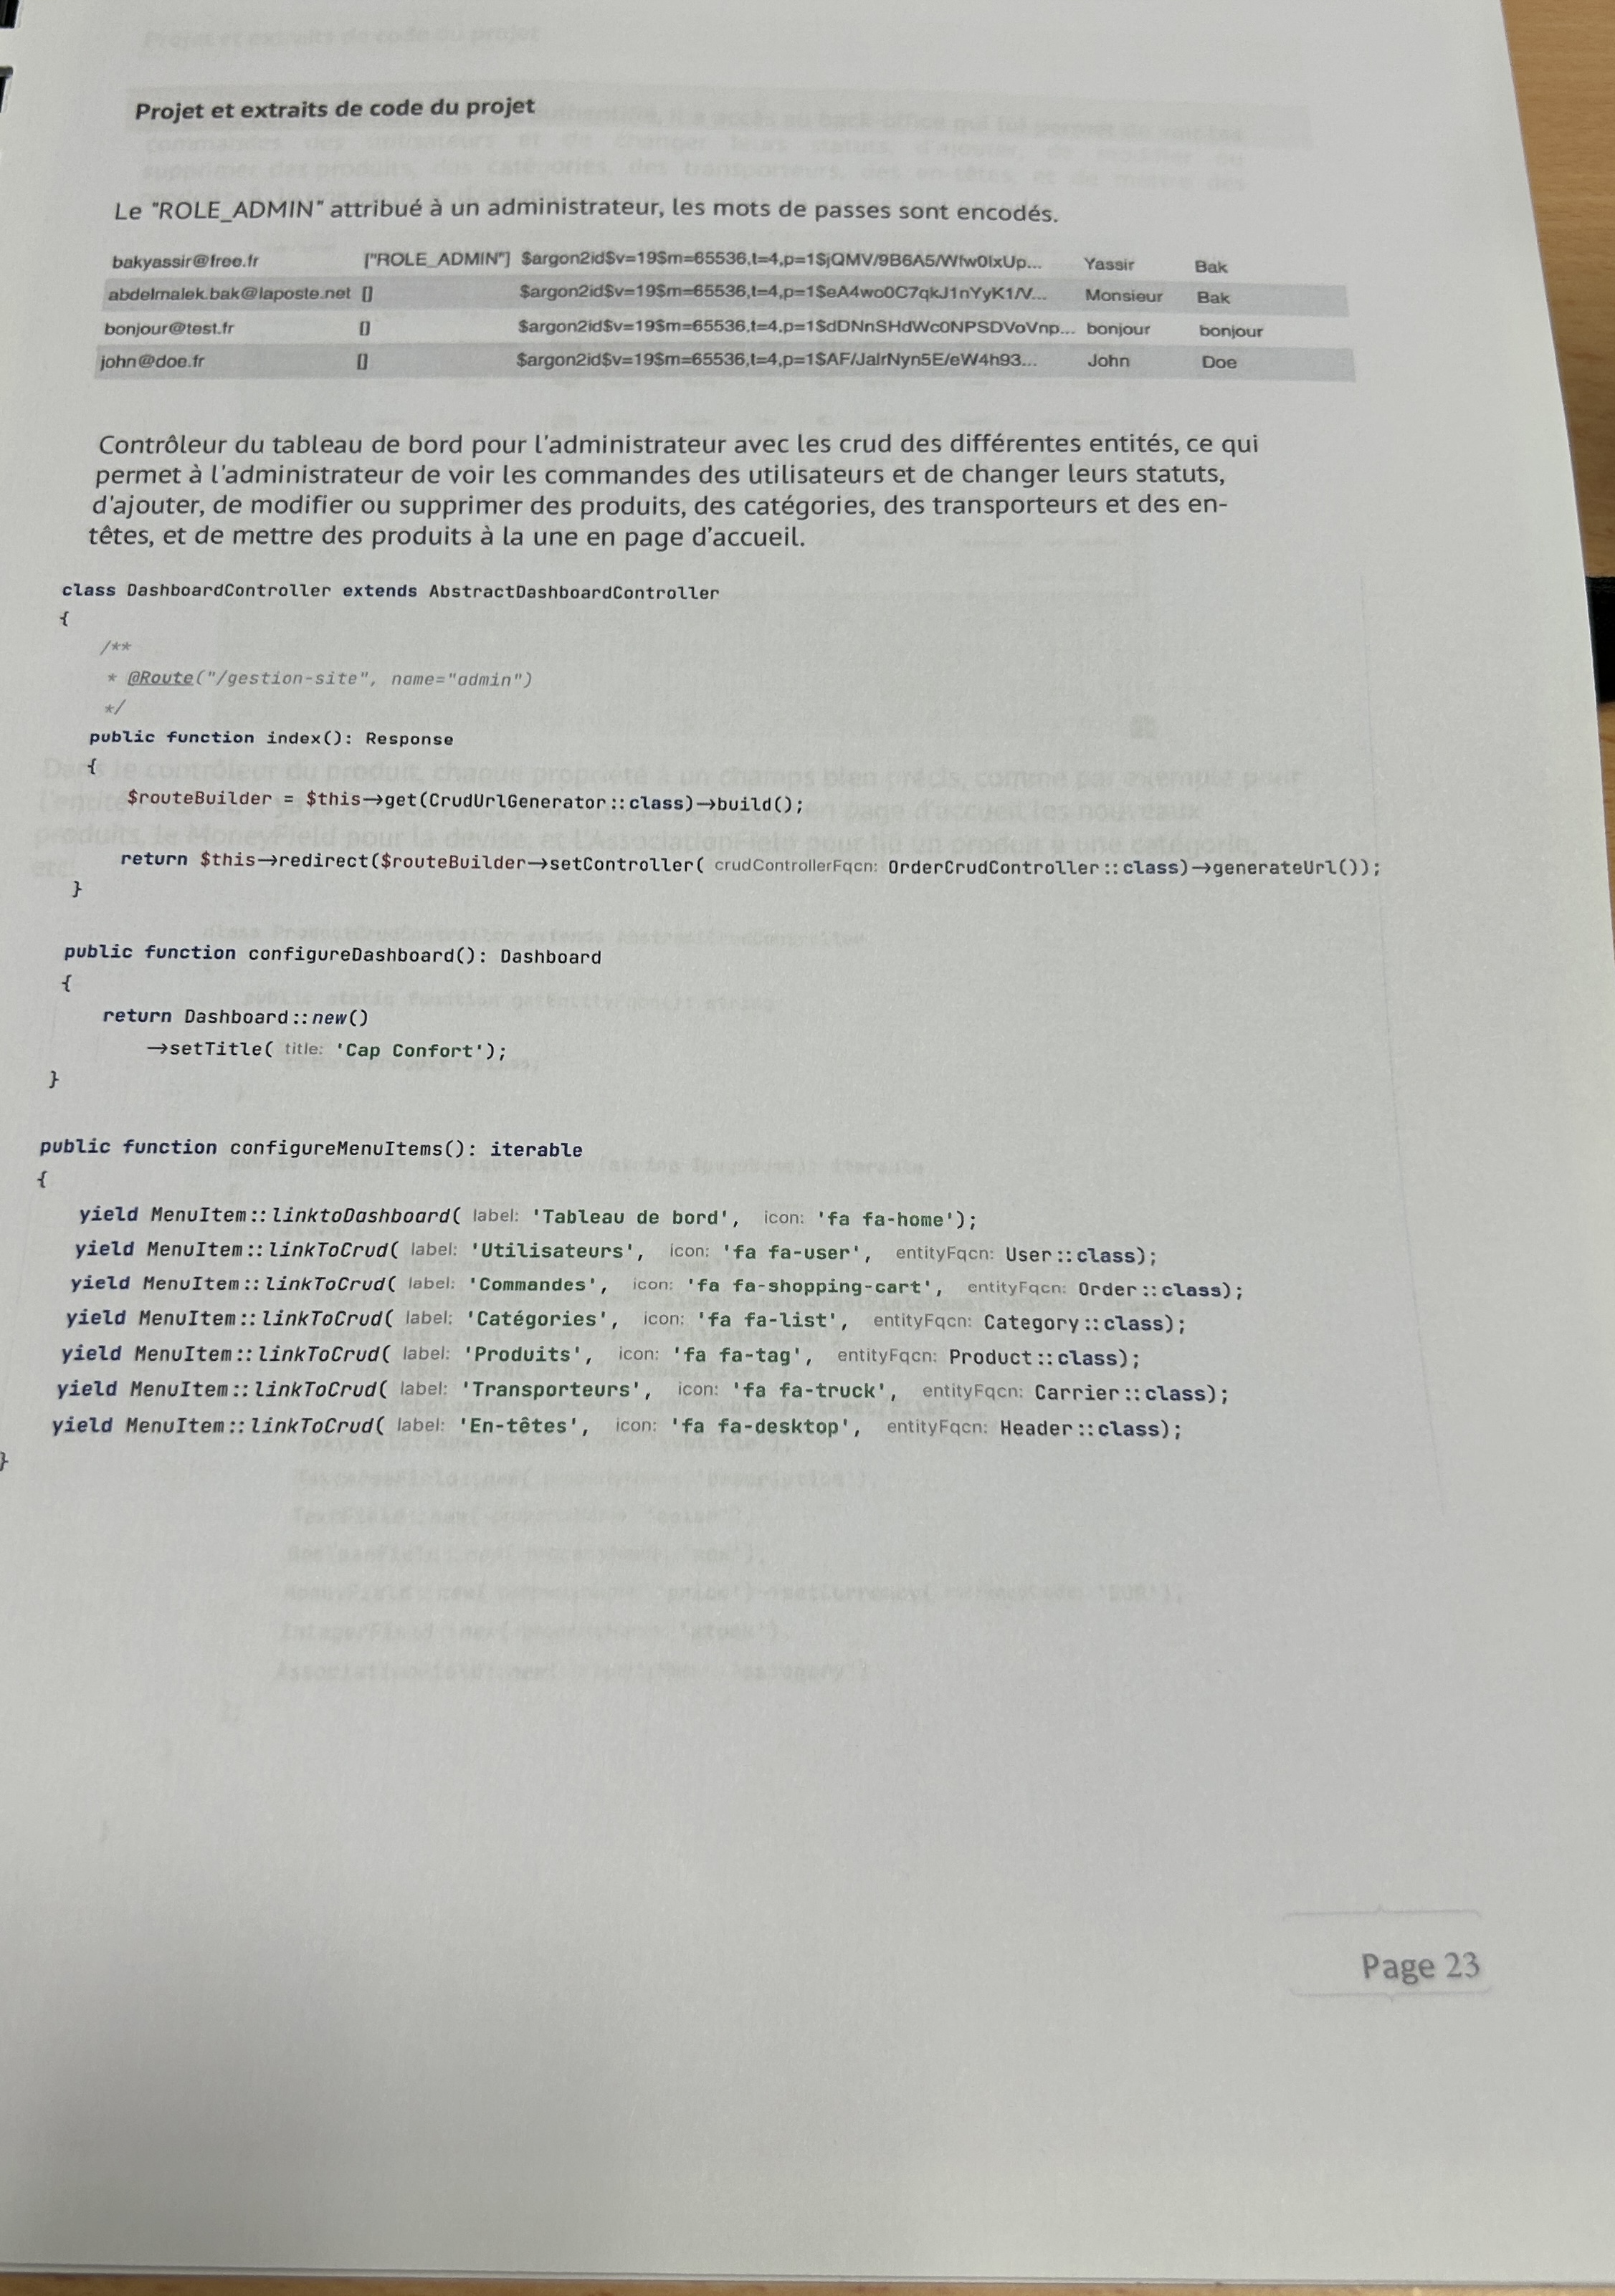 Projet et extraits de code du projet
Le "ROLE_ADMIN" attribué à un administrateur, les mots de passes sont encodés.
bakyassir@free.fr ["ROLE_ADMIN"] $argon2id$v=19$m=65536,t=4,p=1$jQMV/9B6A5/Wfw0IxUp... Yassir Bak
abdelmalek.bak@laposte.net [] $argon2id$v=19$m=65536,t=4,p=1$eA4wo0C7qkJ1nYyK1/V... Monsieur Bak
bonjour@test.fr [] $argon2id$v=19$m=65536,t=4,p=1$dDNnSHdWc0NPSDVoVnp... bonjour bonjour
john@doe.fr [] $argon2id$v=19$m=65536,t=4,p=1$AF/JalrNyn5E/eW4h93... John Doe
Contrôleur du tableau de bord pour l'administrateur avec les crud des différentes entités, ce qui
permet à l'administrateur de voir les commandes des utilisateurs et de changer leurs statuts,
d'ajouter, de modifier ou supprimer des produits, des catégories, des transporteurs et des en-
têtes, et de mettre des produits à la une en page d'accueil.
class DashboardController extends AbstractDashboardController
{
/**
* @Route("/gestion-site", name="admin")
*/
public function index(): Response
{
$routeBuilder = $this→get(CrudUrlGenerator::class)→build();
return $this→redirect($routeBuilder→setController( crudControllerFqcn: OrderCrudController::class)→generateUrl());
}
public function configureDashboard(): Dashboard
{
return Dashboard::new()
→setTitle( title: 'Cap Confort');
}
public function configureMenuItems(): iterable
{
yield MenuItem::linktoDashboard( label: 'Tableau de bord', icon: 'fa fa-home');
yield MenuItem::linkToCrud( label: 'Utilisateurs', icon: 'fa fa-user', entityFqcn: User::class);
yield MenuItem::linkToCrud( label: 'Commandes', icon: 'fa fa-shopping-cart', entityFqcn: Order::class);
yield MenuItem::linkToCrud( label: 'Catégories', icon: 'fa fa-list', entityFqcn: Category::class);
yield MenuItem::linkToCrud( label: 'Produits', icon: 'fa fa-tag', entityFqcn: Product::class);
yield MenuItem::linkToCrud( label: 'Transporteurs', icon: 'fa fa-truck', entityFqcn: Carrier::class);
yield MenuItem::linkToCrud( label: 'En-têtes', icon: 'fa fa-desktop', entityFqcn: Header::class);
}
Page 23